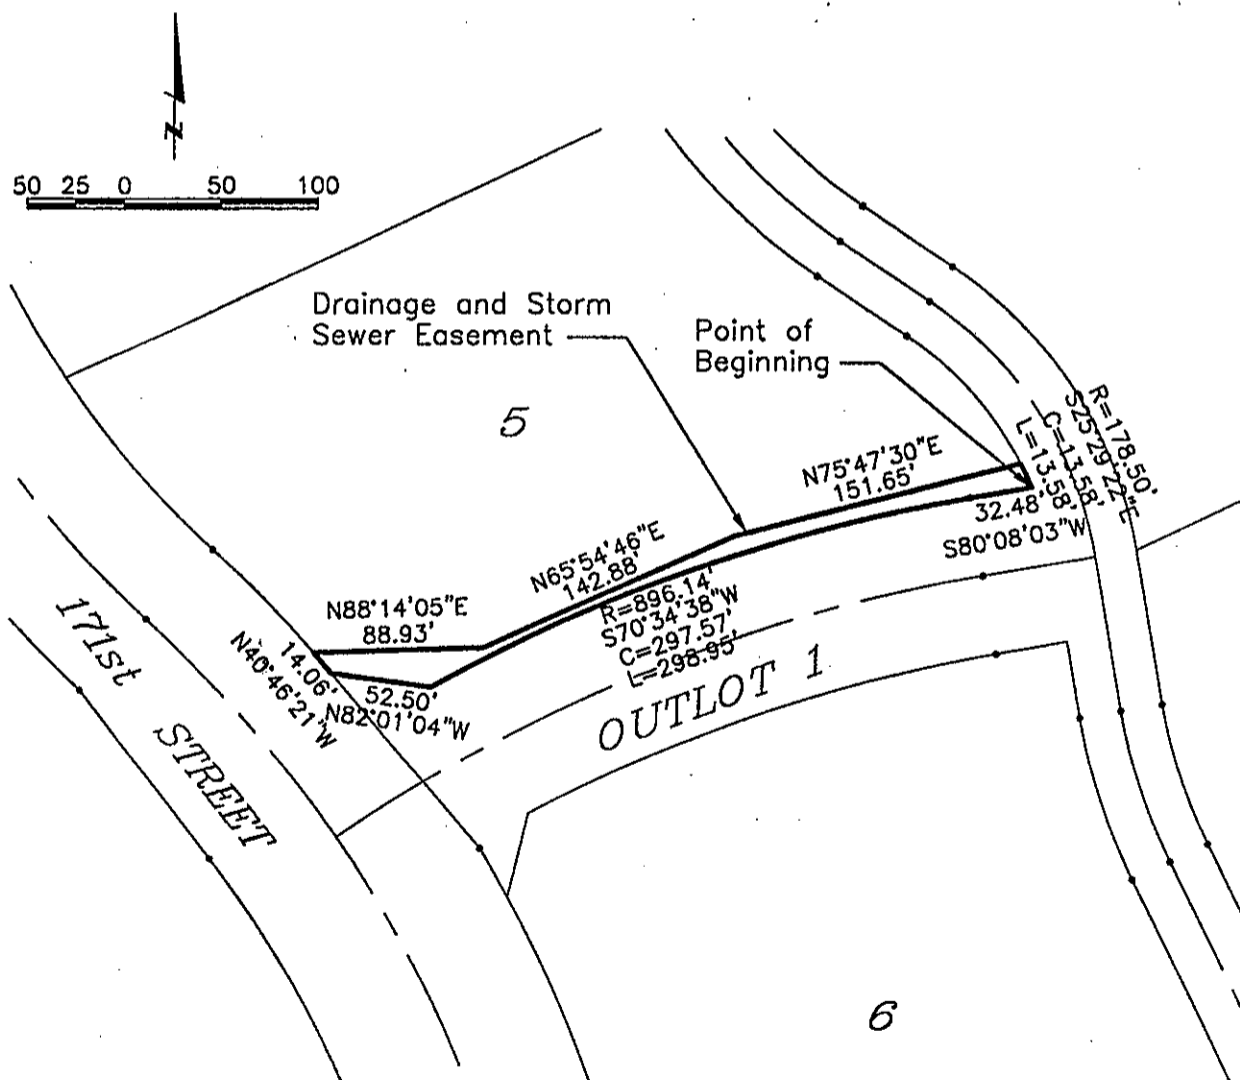 N
50 25 0 50 100
Drainage and Storm
Sewer Easement
Point of
Beginning
5
R=178.50'
S25°29'22"E
C=13.58'
L=13.58'
N75°47'30"E
151.65'
32.48'
S80°08'03"W
N65°54'46"E
142.88'
R=896.14'
S70°34'38"W
C=297.57'
L=298.95'
N88°14'05"E
88.93'
14.06'
N40°46'21"W
52.50'
N82°01'04"W
171st
STREET
OUTLOT 1
6